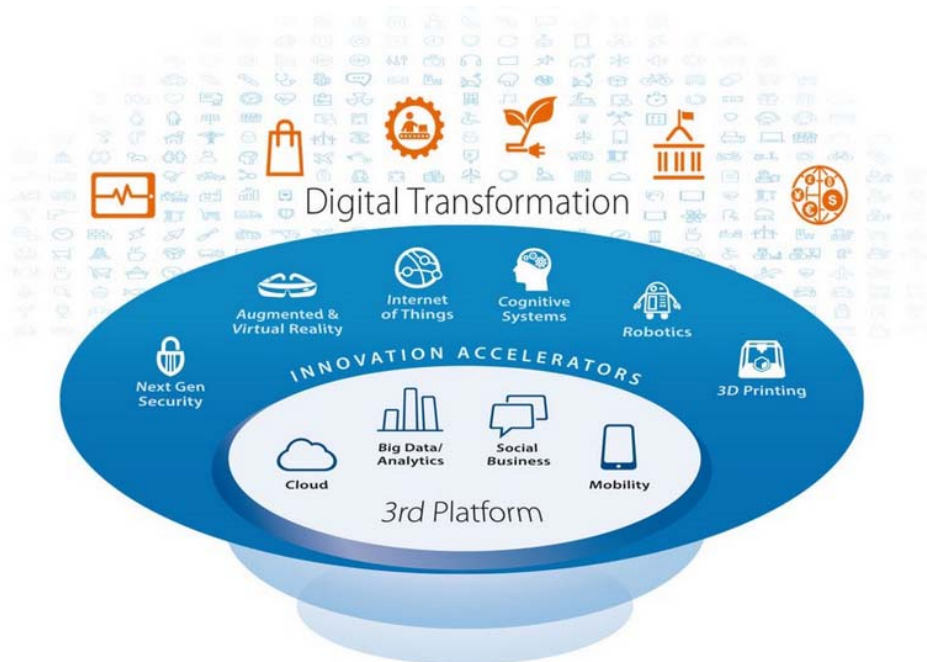 Digital Transformation
Augmented &
Virtual Reality
Internet
of Things
Cognitive
Systems
Robotics
Next Gen
Security
3D Printing
INNOVATION ACCELERATORS
Cloud
Big Data/
Analytics
Social
Business
Mobility
3rd Platform